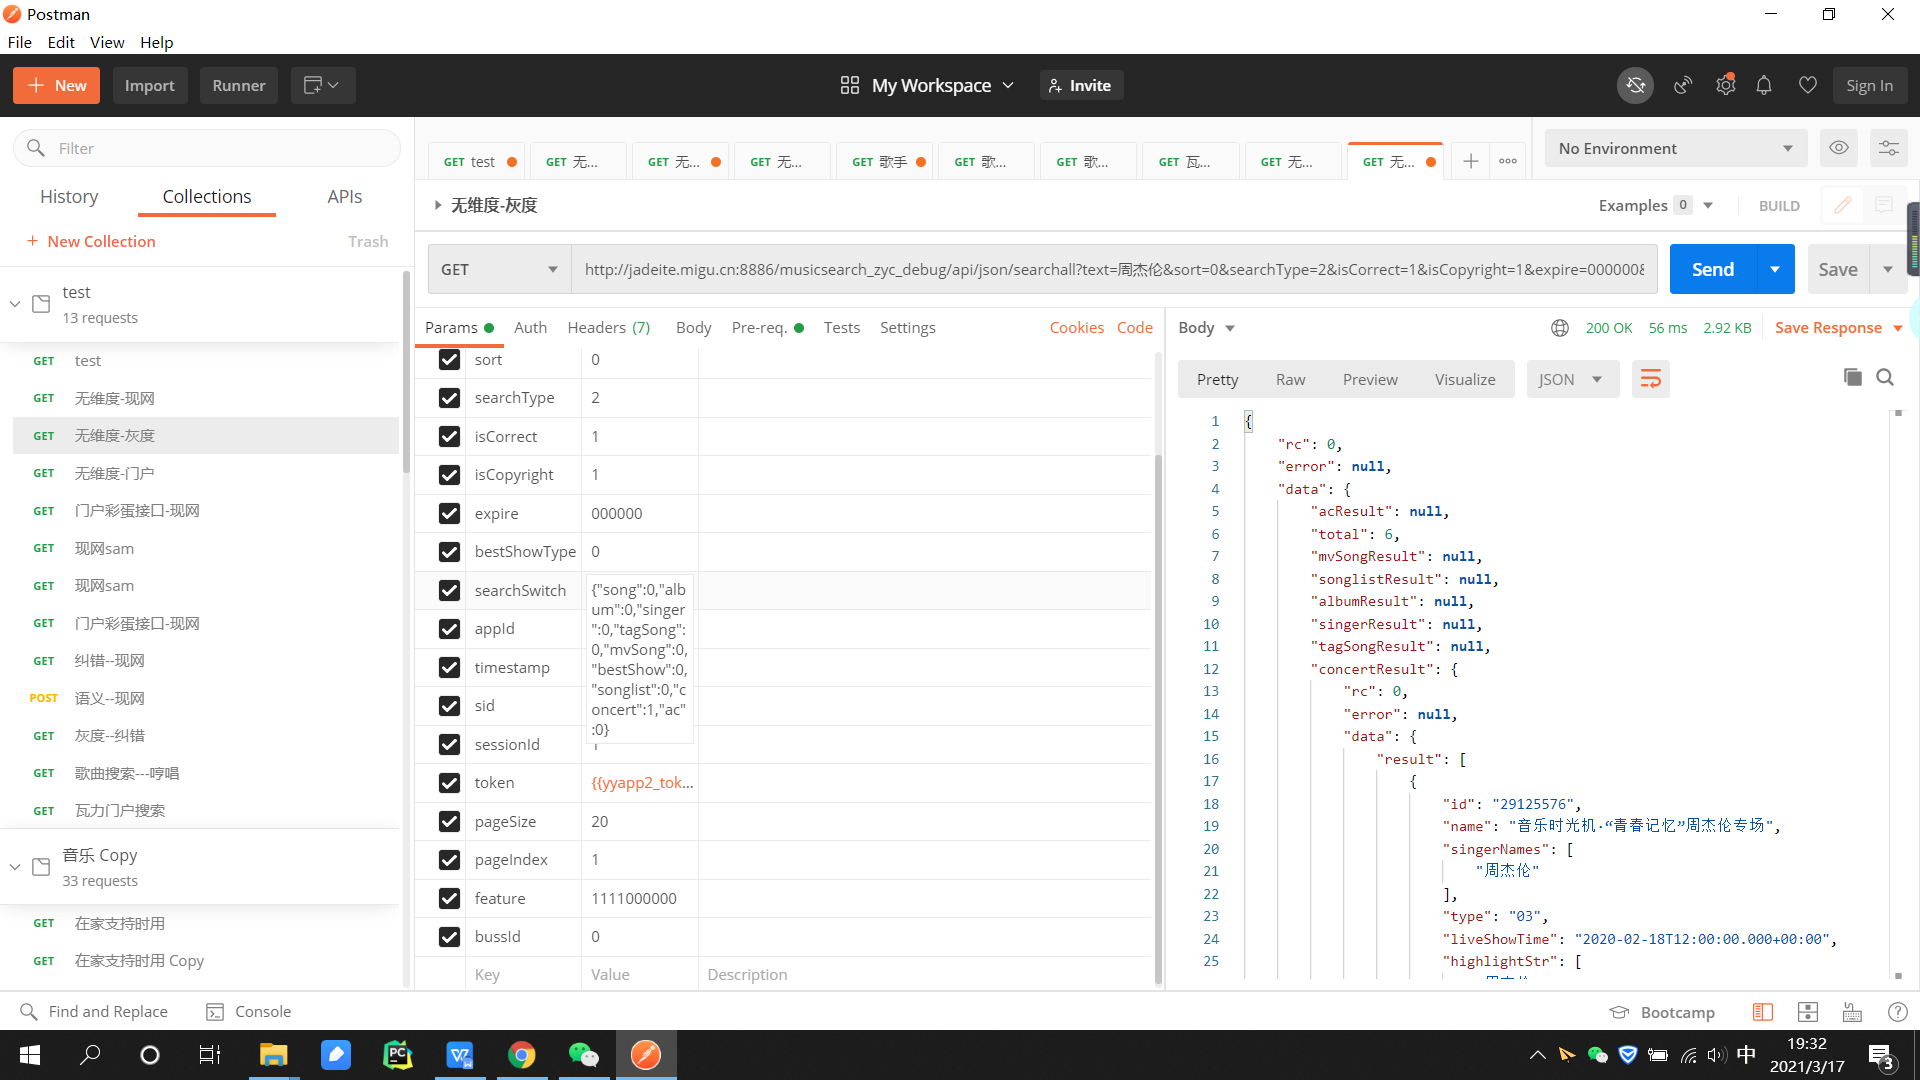 Postman
File Edit View Help
New Import Runner My Workspace Invite Sign In
Filter
History Collections APIs
+ New Collection Trash
test
13 requests
GET test
GET 无维度-现网
GET 无维度-灰度
GET 无维度-门户
GET 门户彩蛋接口-现网
GET 现网sam
GET 现网sam
GET 门户彩蛋接口-现网
GET 纠错--现网
POST 语义--现网
GET 灰度--纠错
GET 歌曲搜索---哼唱
GET 瓦力门户搜索
音乐 Copy
33 requests
GET 在家支持时用
GET 在家支持时用 Copy
GET test GET 无... GET 无... GET 无... GET 歌手 GET 歌... GET 歌... GET 瓦... GET 无... GET 无...
No Environment
无维度-灰度
Examples 0 BUILD
GET http://jadeite.migu.cn:8886/musicsearch_zyc_debug/api/json/searchall?text=周杰伦&sort=0&searchType=2&isCorrect=1&isCopyright=1&expire=000000&
Send Save
Params Auth Headers (7) Body Pre-req. Tests Settings Cookies Code
sort 0
searchType 2
isCorrect 1
isCopyright 1
expire 000000
bestShowType 0
searchSwitch {"song":0,"alb
um":0,"singer
":0,"tagSong":
0,"mvSong":0,
"bestShow":0,
"songlist":0,"c
oncert":1,"ac"
:0}
appId
timestamp
sid
sessionId 1
token {{yyapp2_tok...
pageSize 20
pageIndex 1
feature 1111000000
bussId 0
Key Value Description
Body 200 OK 56 ms 2.92 KB Save Response
Pretty Raw Preview Visualize JSON
1 {
2 "rc": 0,
3 "error": null,
4 "data": {
5 "acResult": null,
6 "total": 6,
7 "mvSongResult": null,
8 "songlistResult": null,
9 "albumResult": null,
10 "singerResult": null,
11 "tagSongResult": null,
12 "concertResult": {
13 "rc": 0,
14 "error": null,
15 "data": {
16 "result": [
17 {
18 "id": "29125576",
19 "name": "音乐时光机·“青春记忆”周杰伦专场",
20 "singerNames": [
21 "周杰伦"
22 ],
23 "type": "03",
24 "liveShowTime": "2020-02-18T12:00:00.000+00:00",
25 "highlightStr": [
Find and Replace Console Bootcamp
中 19:32
2021/3/17
3